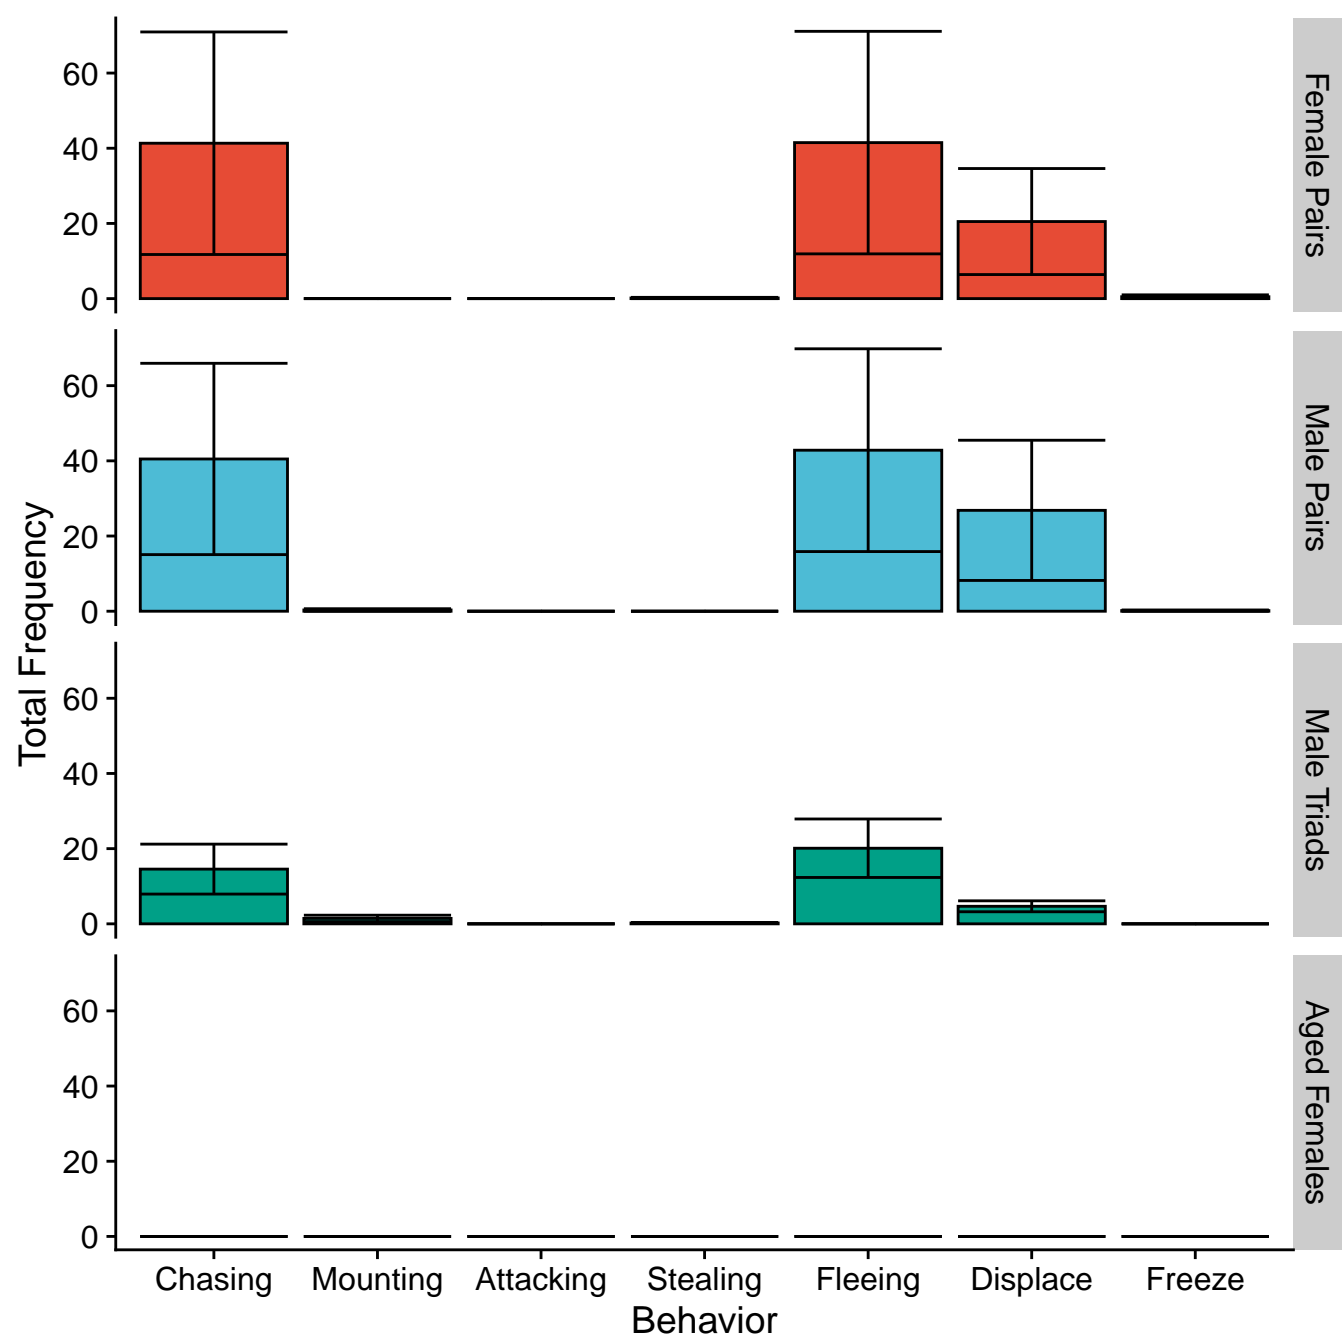 Total Frequency
60
40
20
0
Female Pairs
60
40
20
0
Male Pairs
60
40
20
0
Male Triads
60
40
20
0
Aged Females
Chasing Mounting Attacking Stealing Fleeing Displace Freeze
Behavior